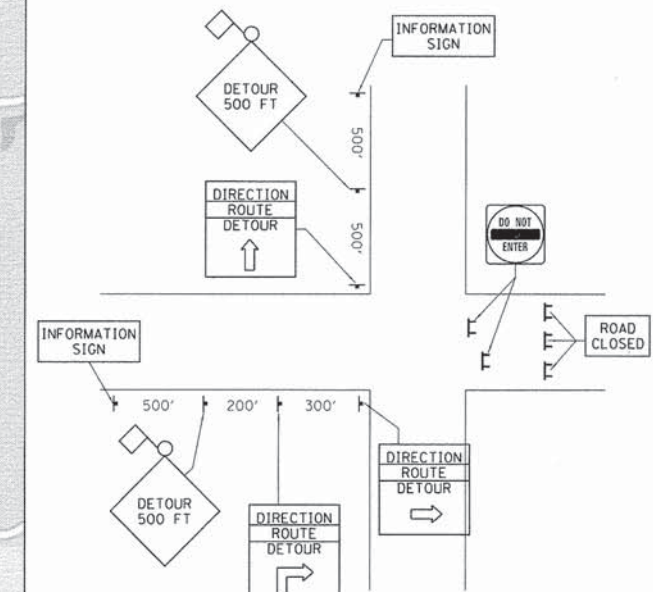 INFORMATION
SIGN
DETOUR
500 FT
500'
DIRECTION
ROUTE
DETOUR
500'
DO NOT
ENTER
ROAD
CLOSED
INFORMATION
SIGN
500' 200' 300'
DETOUR
500 FT
DIRECTION
ROUTE
DETOUR
DIRECTION
ROUTE
DETOUR